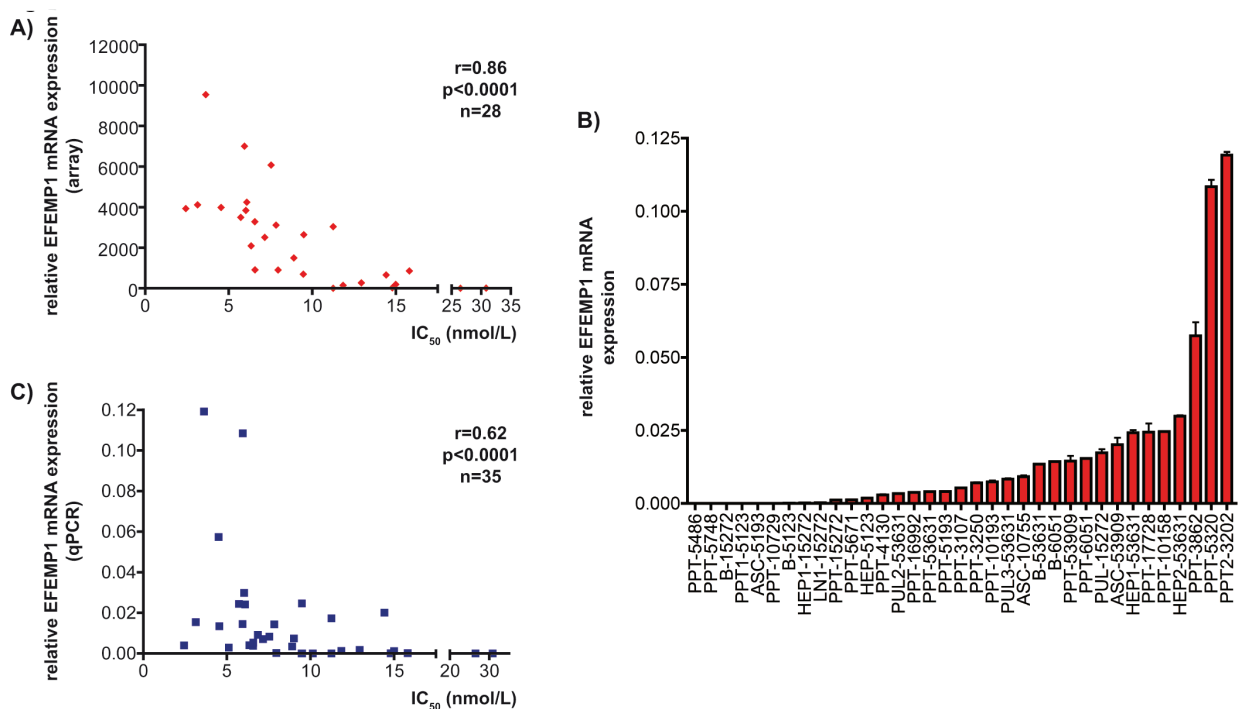 A)
relative EFEMP1 mRNA expression
(array)
12000
10000
8000
6000
4000
2000
0
0
5
10
15
25
30
35
IC50 (nmol/L)
r=0.86
p<0.0001
n=28
B)
relative EFEMP1 mRNA
expression
0.125
0.100
0.075
0.050
0.025
0.000
PPT-5486
PPT-5748
B-15272
PPT1-5123
ASC-5193
PPT-10729
B-5123
HEP1-15272
LN1-15272
PPT-15272
PPT-5671
HEP-5123
PPT-4130
PUL2-53631
PPT-16992
PPT-53631
PPT-5193
PPT-3107
PPT-3250
PPT-10193
PUL3-53631
ASC-10755
B-53631
B-6051
PPT-53909
PPT-6051
PUL-15272
ASC-53909
HEP1-53631
PPT-17728
PPT-10158
HEP2-53631
PPT-3862
PPT-5320
PPT2-3202
C)
relative EFEMP1 mRNA expression
(qPCR)
0.12
0.10
0.08
0.06
0.04
0.02
0.00
0
5
10
15
20
30
IC50 (nmol/L)
r=0.62
p<0.0001
n=35